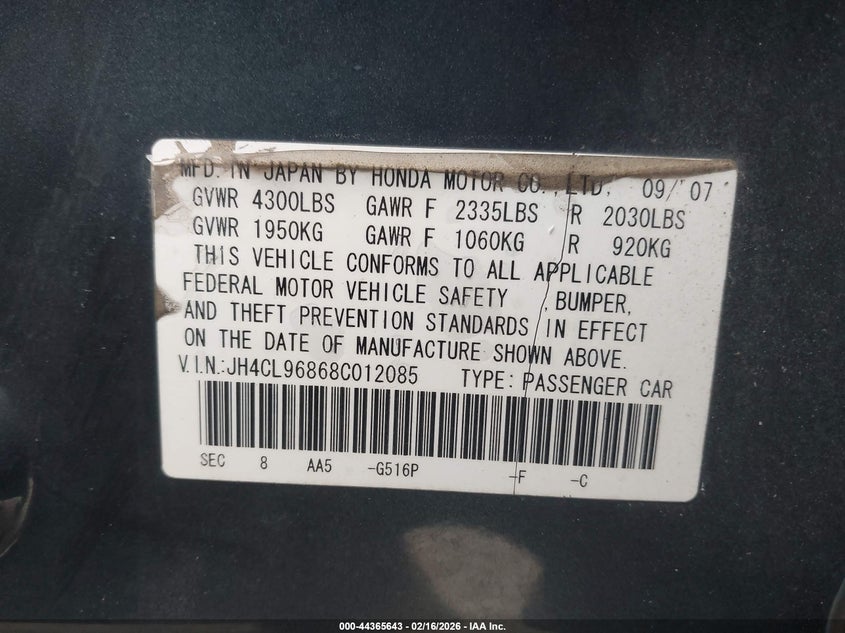 MFD. IN JAPAN BY HONDA MOTOR CO., LTD. 09/ 07
GVWR 4300LBS GAWR F 2335LBS R 2030LBS
GVWR 1950KG GAWR F 1060KG R 920KG
THIS VEHICLE CONFORMS TO ALL APPLICABLE
FEDERAL MOTOR VEHICLE SAFETY , BUMPER,
AND THEFT PREVENTION STANDARDS IN EFFECT
ON THE DATE OF MANUFACTURE SHOWN ABOVE.
V.I.N.:JH4CL96868C012085 TYPE: PASSENGER CAR
SEC 8 AA5 -G516P -F -C
000-44365643 - 02/16/2026 - IAA Inc.